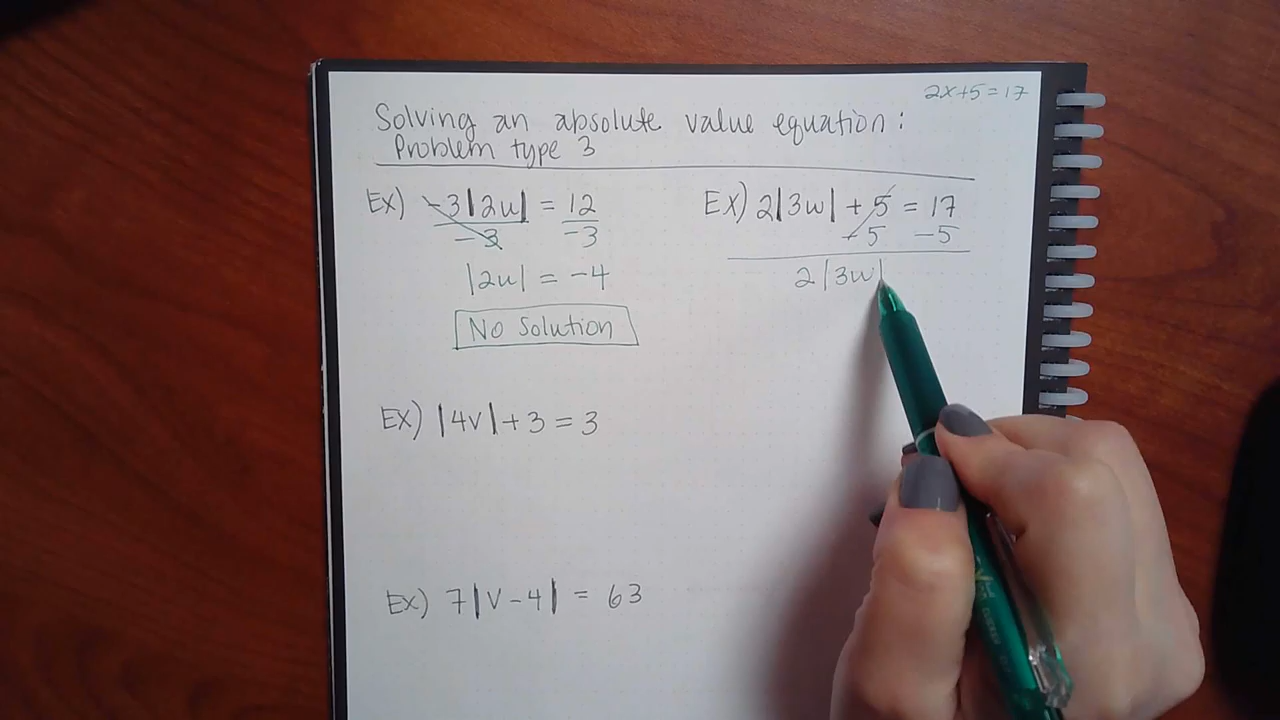 2x+5=17
Solving an absolute value equation:
Problem type 3
Ex) -3|2u| = 12
-3 -3
|2u| = -4
No Solution
Ex) 2|3w| + 5 = 17
-5 -5
2|3w|
Ex) |4v|+3 = 3
Ex) 7|v-4| = 63